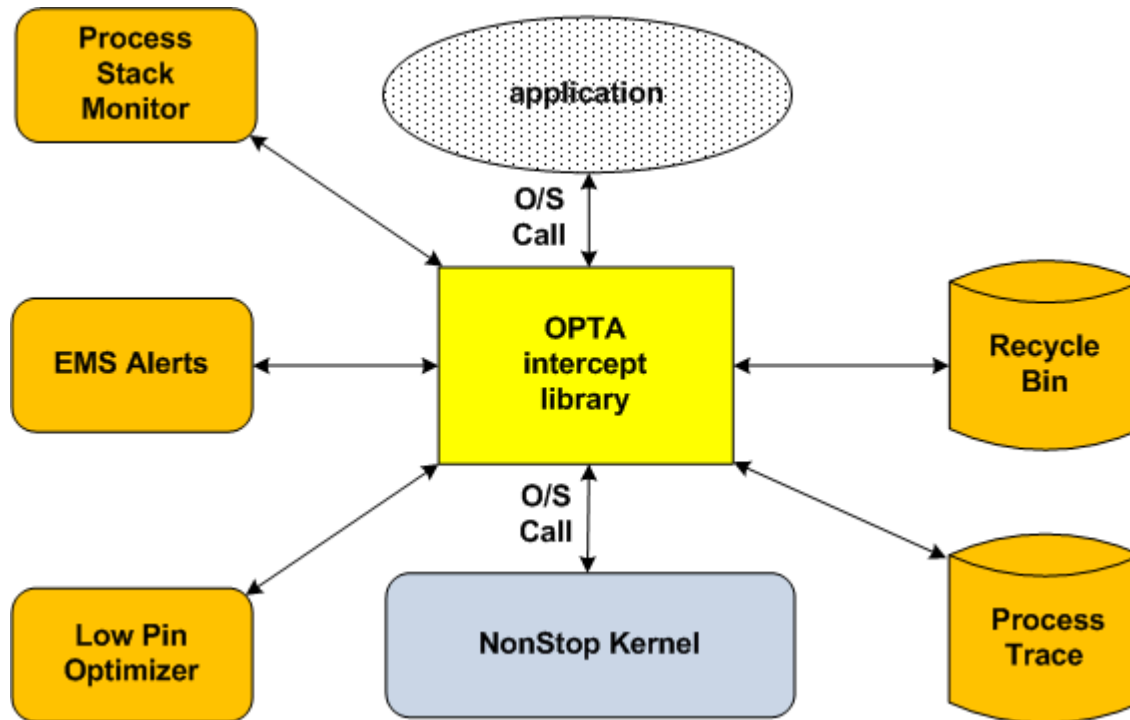 Process
Stack
Monitor
application
O/S
Call
OPTA
intercept
library
EMS Alerts
Recycle
Bin
O/S
Call
Low Pin
Optimizer
NonStop Kernel
Process
Trace